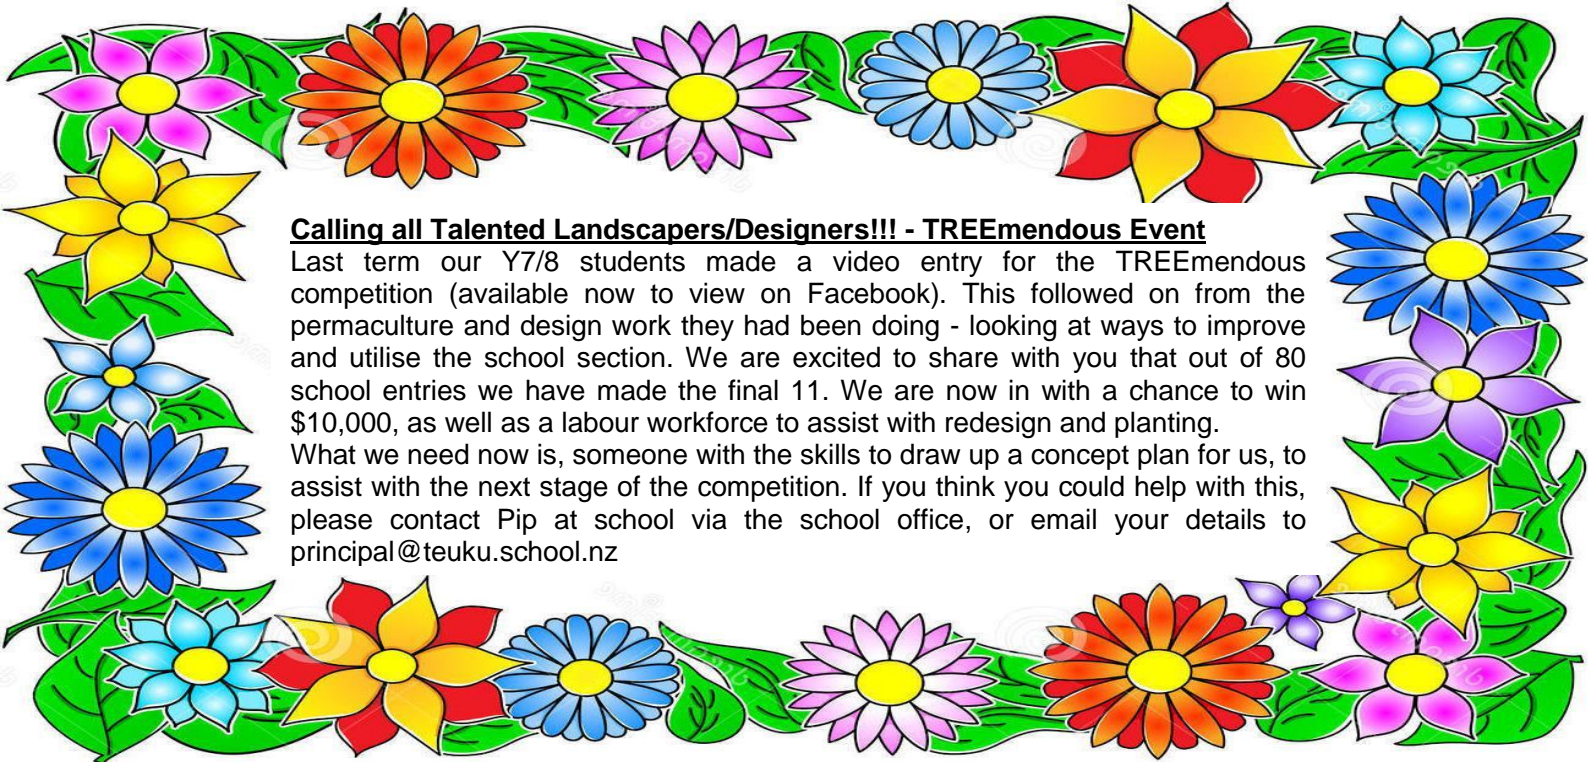 Calling all Talented Landscapers/Designers!!! - TREEmendous Event
Last term our Y7/8 students made a video entry for the TREEmendous
competition (available now to view on Facebook). This followed on from the
permaculture and design work they had been doing - looking at ways to improve
and utilise the school section. We are excited to share with you that out of 80
school entries we have made the final 11. We are now in with a chance to win
$10,000, as well as a labour workforce to assist with redesign and planting.
What we need now is, someone with the skills to draw up a concept plan for us, to
assist with the next stage of the competition. If you think you could help with this,
please contact Pip at school via the school office, or email your details to
principal@teuku.school.nz